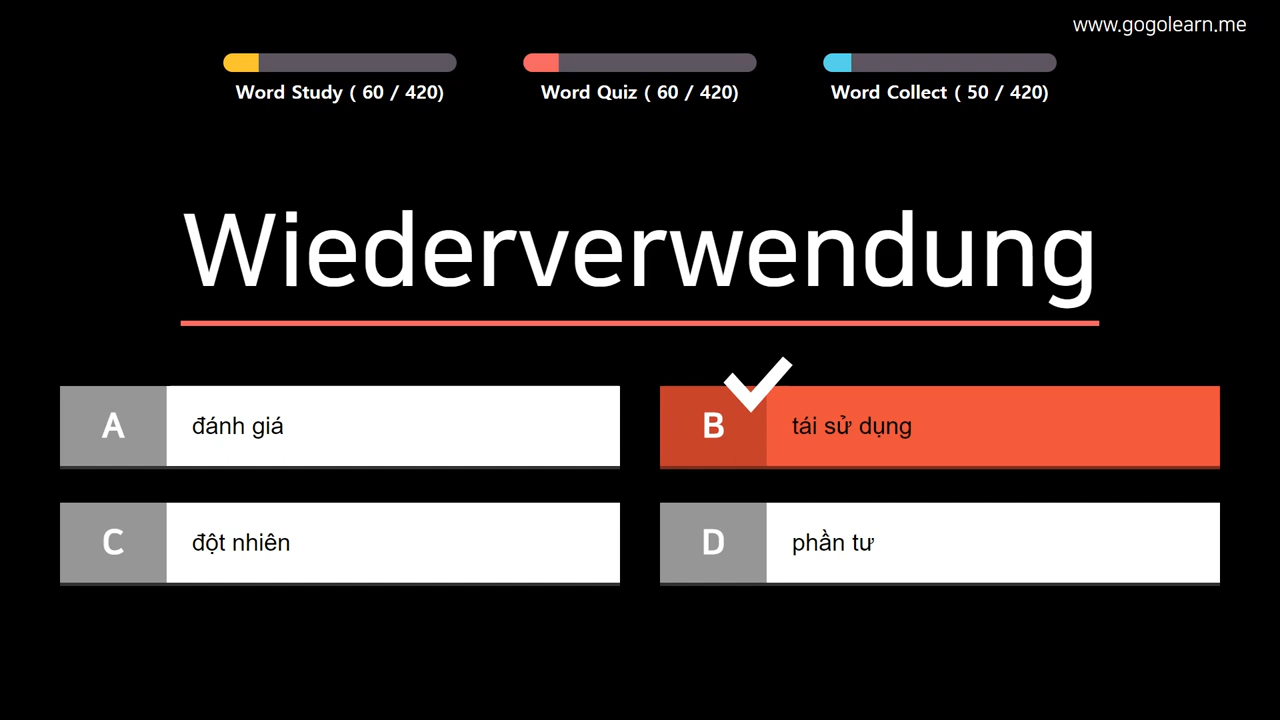 www.gogolearn.me
Word Study ( 60 / 420)
Word Quiz ( 60 / 420)
Word Collect ( 50 / 420)
Wiederverwendung
A
đánh giá
B
tái sử dụng
C
đột nhiên
D
phần tư